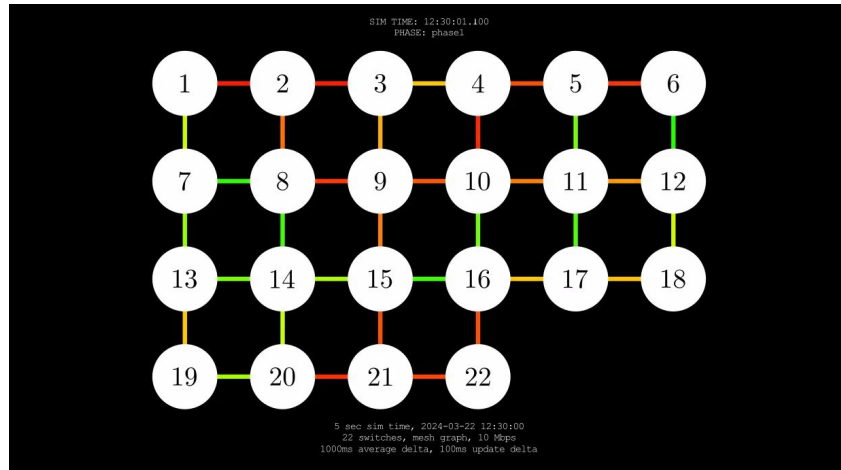 SIM TIME: 12:30:01.100
PHASE: phase1
1 2 3 4 5 6
7 8 9 10 11 12
13 14 15 16 17 18
19 20 21 22
5 sec sim time, 2024-03-22 12:30:00
22 switches, mesh graph, 10 Mbps
1000ms average delta, 100ms update delta